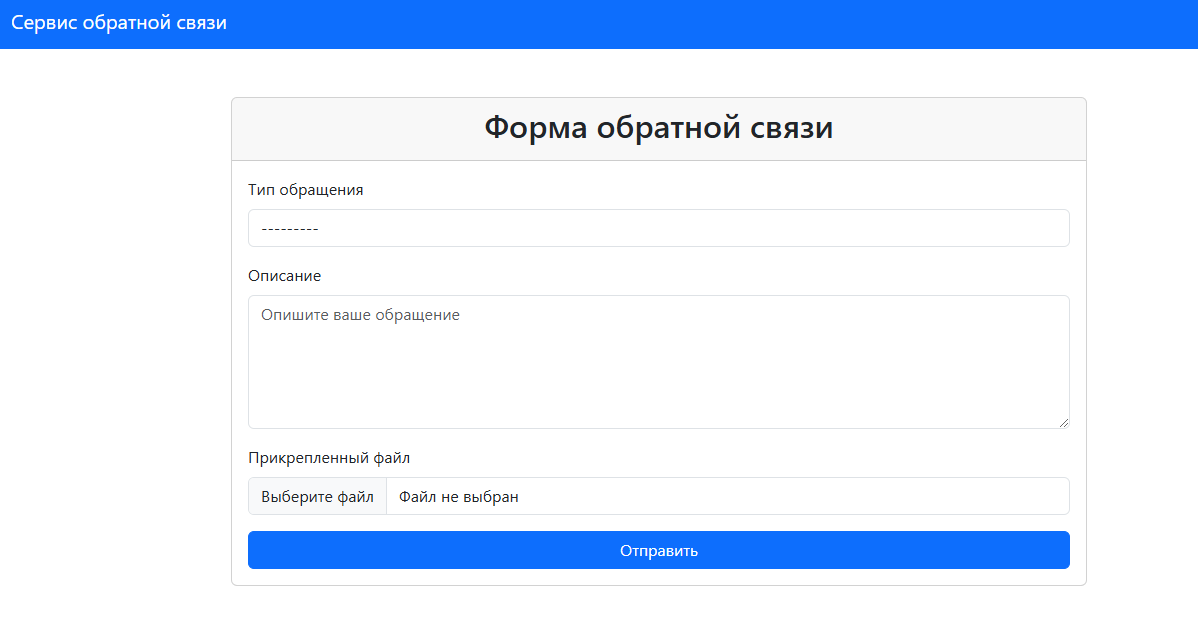 Сервис обратной связи
Форма обратной связи
Тип обращения
---------
Описание
Опишите ваше обращение
Прикрепленный файл
Выберите файл Файл не выбран
Отправить